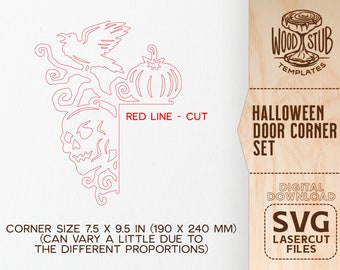 WOOD STUB
TEMPLATES
HALLOWEEN
DOOR CORNER
SET
RED LINE - CUT
DIGITAL
DOWNLOAD
SVG
LASERCUT
FILES
CORNER SIZE 7.5 X 9.5 IN (190 X 240 MM)
(CAN VARY A LITTLE DUE TO
THE DIFFERENT PROPORTIONS)